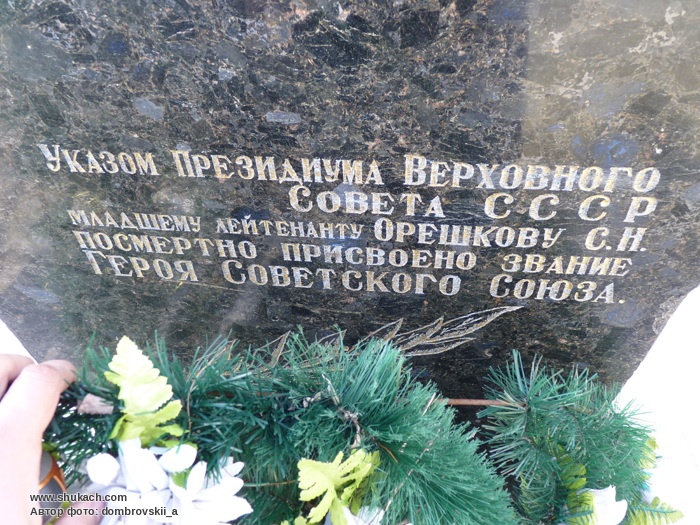 Указом Президиума Верховного
Совета СССР
младшему лейтенанту Орешкову С.Н.
посмертно присвоено звание
Героя Советского Союза.
www.shukach.com
Автор фото: dombrovskii_a